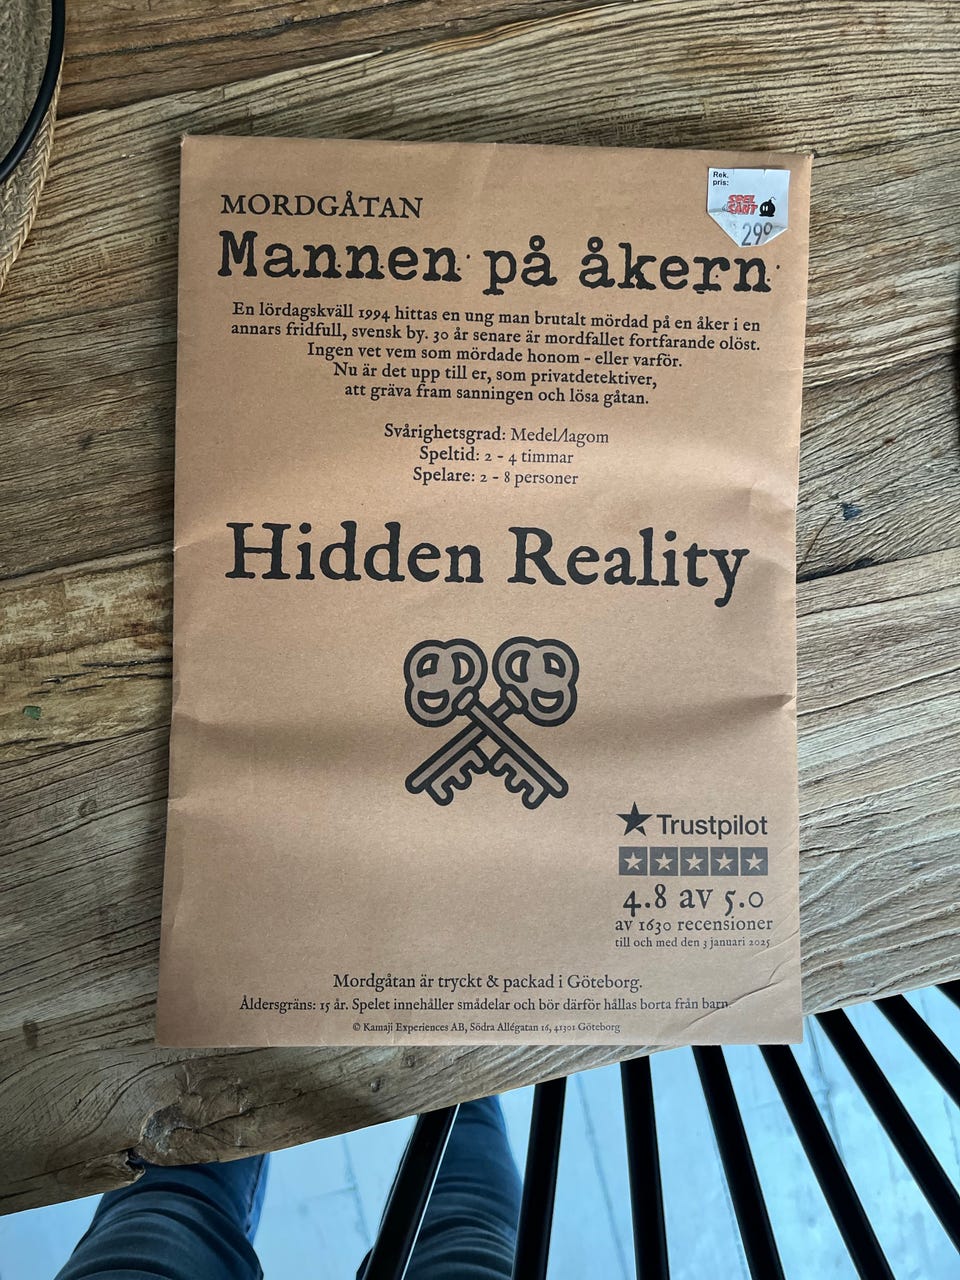 MORDGÅTAN
Mannen på åkern
Rek.
pris:
SPEL
CANT
29⁰
En lördagskväll 1994 hittas en ung man brutalt mördad på en åker i en
annars fridfull, svensk by. 30 år senare är mordfallet fortfarande olöst.
Ingen vet vem som mördade honom - eller varför.
Nu är det upp till er, som privatdetektiver,
att gräva fram sanningen och lösa gåtan.
Svårighetsgrad: Medel/lagom
Speltid: 2 - 4 timmar
Spelare: 2 - 8 personer
Hidden Reality
Trustpilot
4.8 av 5.0
av 1630 recensioner
till och med den 3 januari 2025
Mordgåtan är tryckt & packad i Göteborg.
Åldersgräns: 15 år. Spelet innehåller smådelar och bör därför hållas borta från barn.
© Kamaji Experiences AB, Södra Allégatan 16, 41301 Göteborg